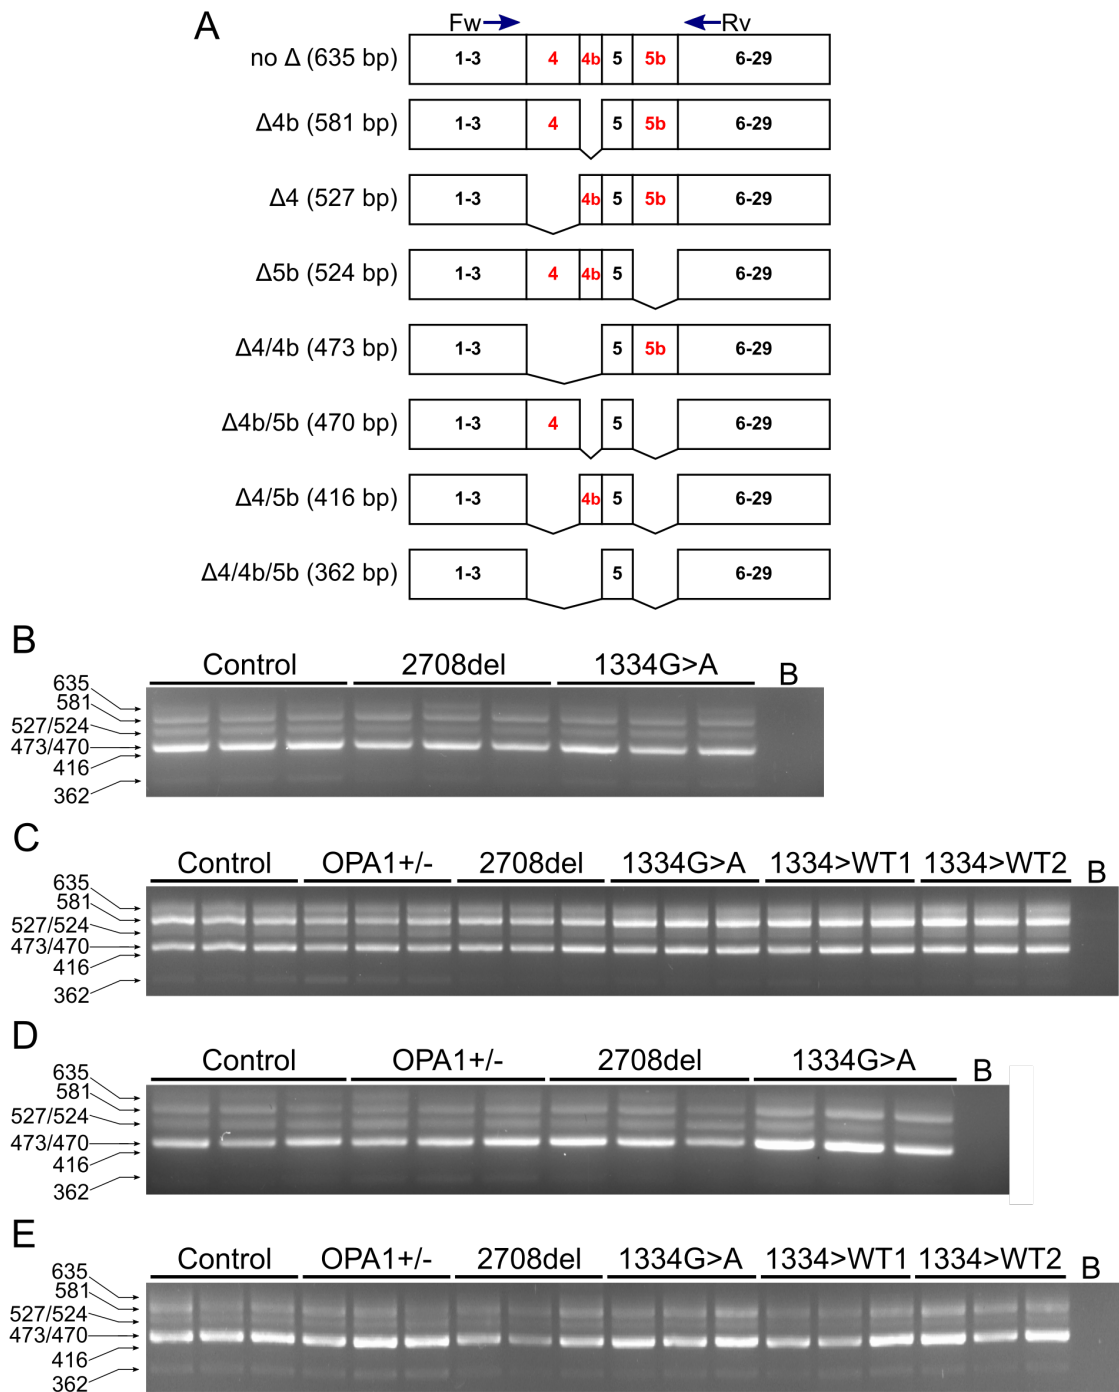 A
Fw Rv
no Δ (635 bp) 1-3 4 4b 5 5b 6-29
Δ4b (581 bp) 1-3 4 5 5b 6-29
Δ4 (527 bp) 1-3 4b 5 5b 6-29
Δ5b (524 bp) 1-3 4 4b 5 6-29
Δ4/4b (473 bp) 1-3 5 5b 6-29
Δ4b/5b (470 bp) 1-3 4 5 6-29
Δ4/5b (416 bp) 1-3 4b 5 6-29
Δ4/4b/5b (362 bp) 1-3 5 6-29
B
Control 2708del 1334G>A B
635
581
527/524
473/470
416
362
C
Control OPA1+/- 2708del 1334G>A 1334>WT1 1334>WT2 B
635
581
527/524
473/470
416
362
D
Control OPA1+/- 2708del 1334G>A B
635
581
527/524
473/470
416
362
E
Control OPA1+/- 2708del 1334G>A 1334>WT1 1334>WT2 B
635
581
527/524
473/470
416
362